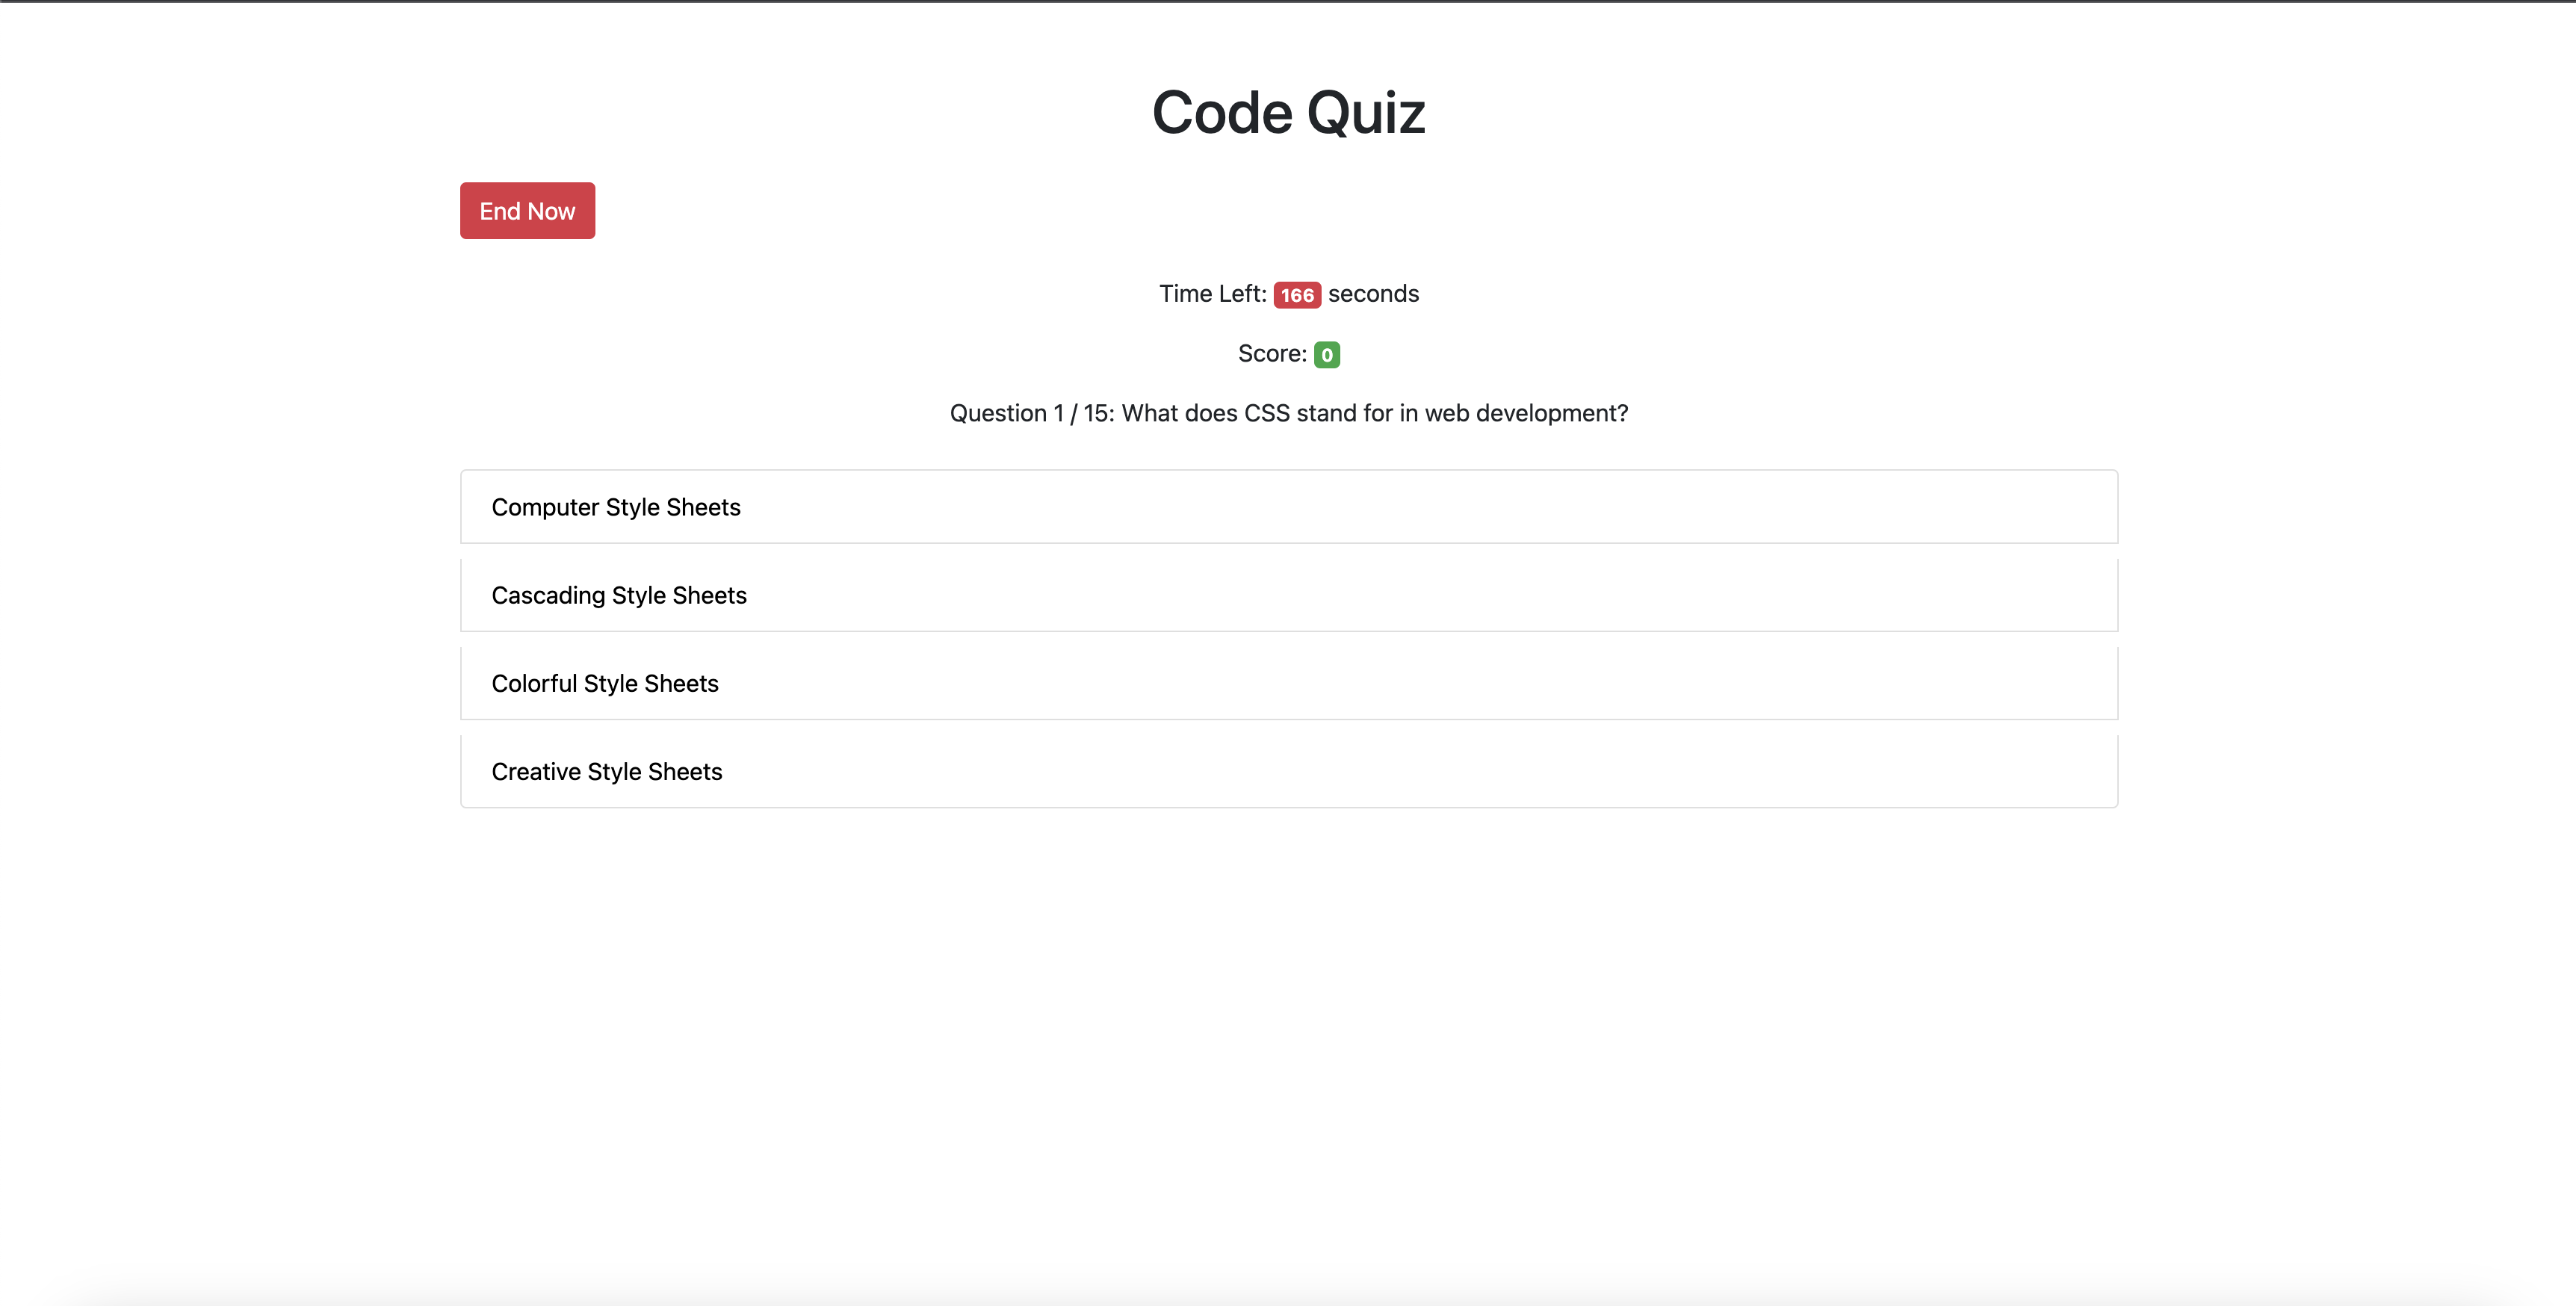 Code Quiz
End Now
Time Left: 166 seconds
Score: 0
Question 1 / 15: What does CSS stand for in web development?
Computer Style Sheets
Cascading Style Sheets
Colorful Style Sheets
Creative Style Sheets